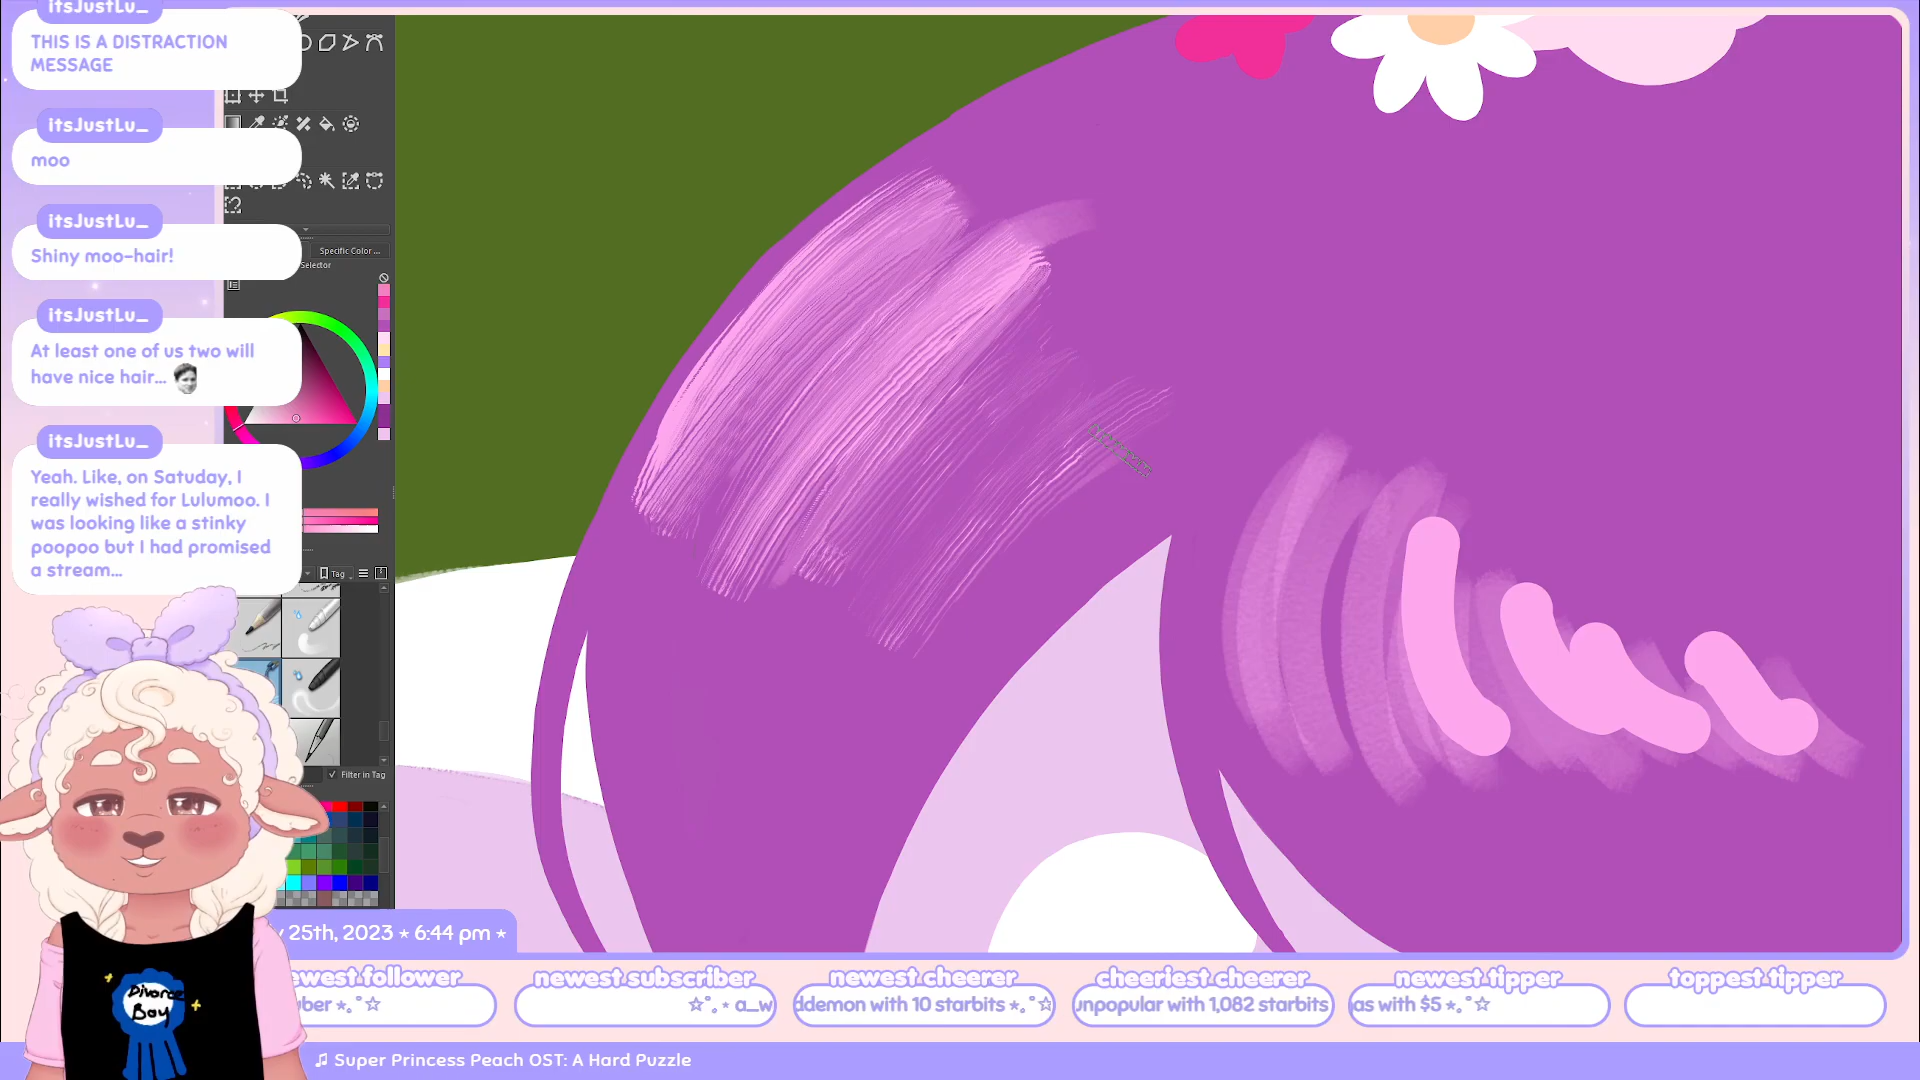 itsJustLu_
THIS IS A DISTRACTION
MESSAGE
itsJustLu_
moo
itsJustLu_
Shiny moo-hair!
itsJustLu_
At least one of us two will
have nice hair...
itsJustLu_
Yeah. Like, on Satuday, I
really wished for Lulumoo. I
was looking like a stinky
poopoo but I had promised
a stream...
Specific Color ...
Selector
Tag
Filter in Tag
Divorce
Boy
25th, 2023 ⋆ 6:44 pm ⋆
ewest follower
uber ⋆｡˚☆
newest subscriber
☆˚｡⋆ a_w
newest cheerer
ddemon with 10 starbits ⋆｡˚☆
cheeriest cheerer
unpopular with 1,082 starbits
newest tipper
as with $5 ⋆｡˚☆
toppest tipper
♫ Super Princess Peach OST: A Hard Puzzle